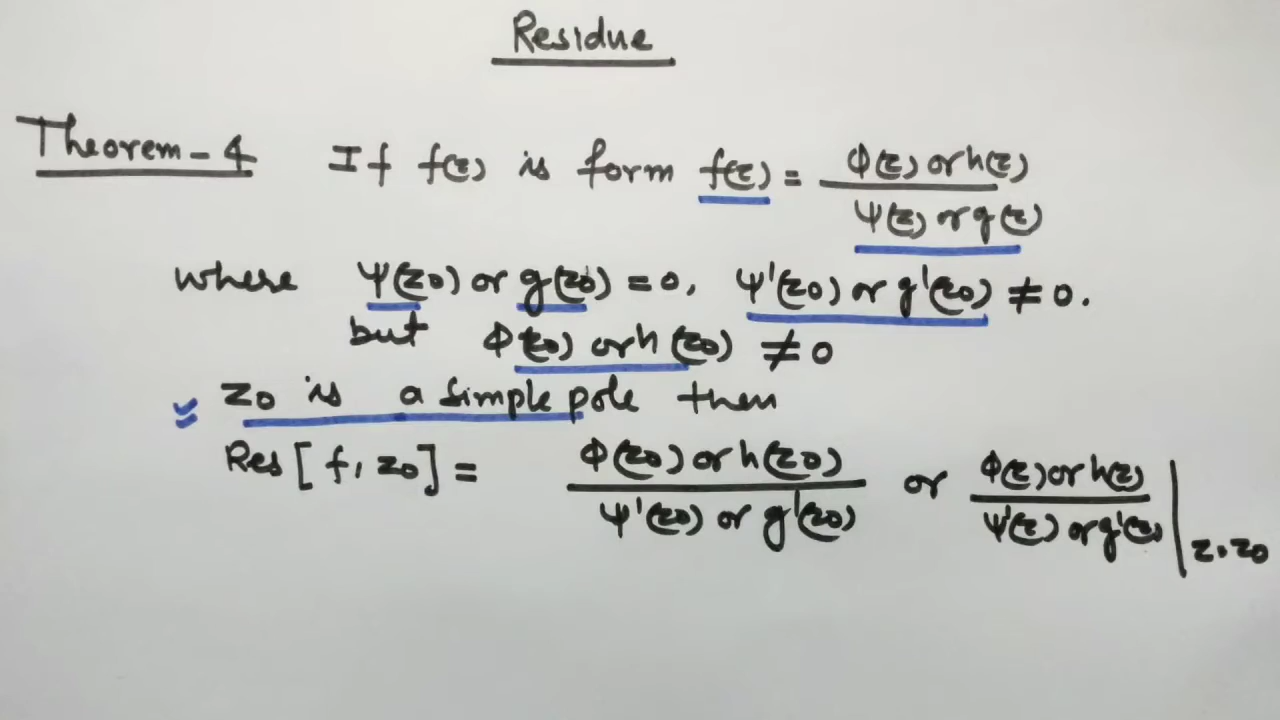 Residue
Theorem-4 If f(z) is form f(z) = Φ(z) or h(z) / Ψ(z) or g(z)
where Ψ(z0) or g(z0) = 0, Ψ'(z0) or g'(z0) ≠ 0.
but Φ(z0) or h(z0) ≠ 0
z0 is a simple pole then
Res[f, z0] = Φ(z0) or h(z0) / Ψ'(z0) or g'(z0) or Φ(z) or h(z) / Ψ'(z) or g'(z) | z=z0